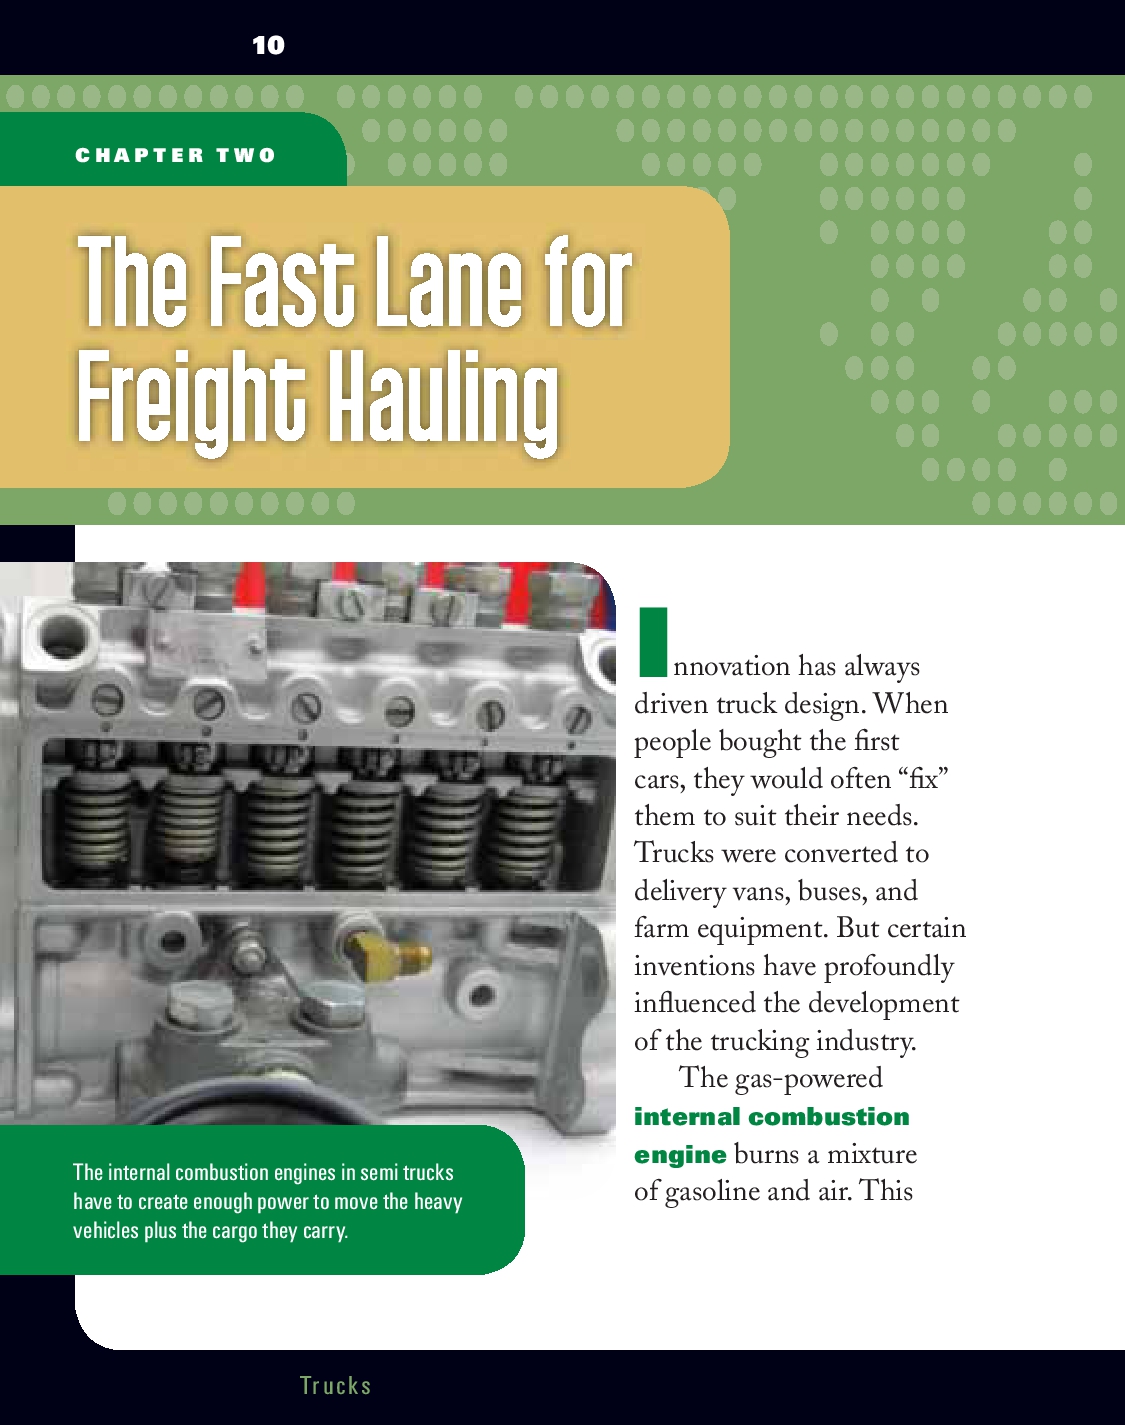 10
CHAPTER TWO
The Fast Lane for
Freight Hauling
Innovation has always
driven truck design. When
people bought the first
cars, they would often “fix”
them to suit their needs.
Trucks were converted to
delivery vans, buses, and
farm equipment. But certain
inventions have profoundly
influenced the development
of the trucking industry.
The gas-powered
internal combustion
engine burns a mixture
of gasoline and air. This
The internal combustion engines in semi trucks
have to create enough power to move the heavy
vehicles plus the cargo they carry.
Trucks